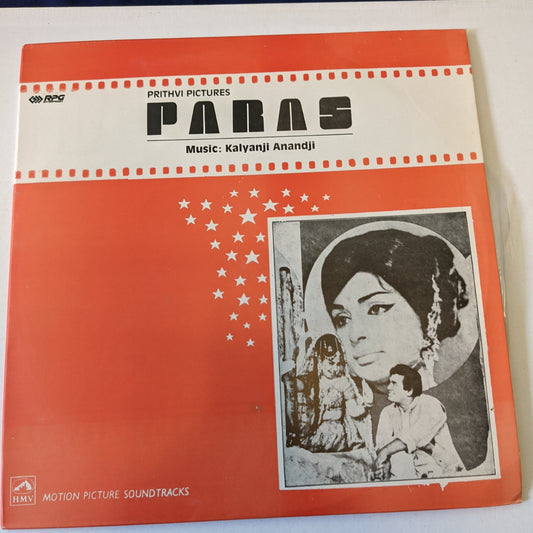 PRITHVI PICTURES
RPG
PARAS
Music: Kalyanji Anandji
HMV
MOTION PICTURE SOUNDTRACKS